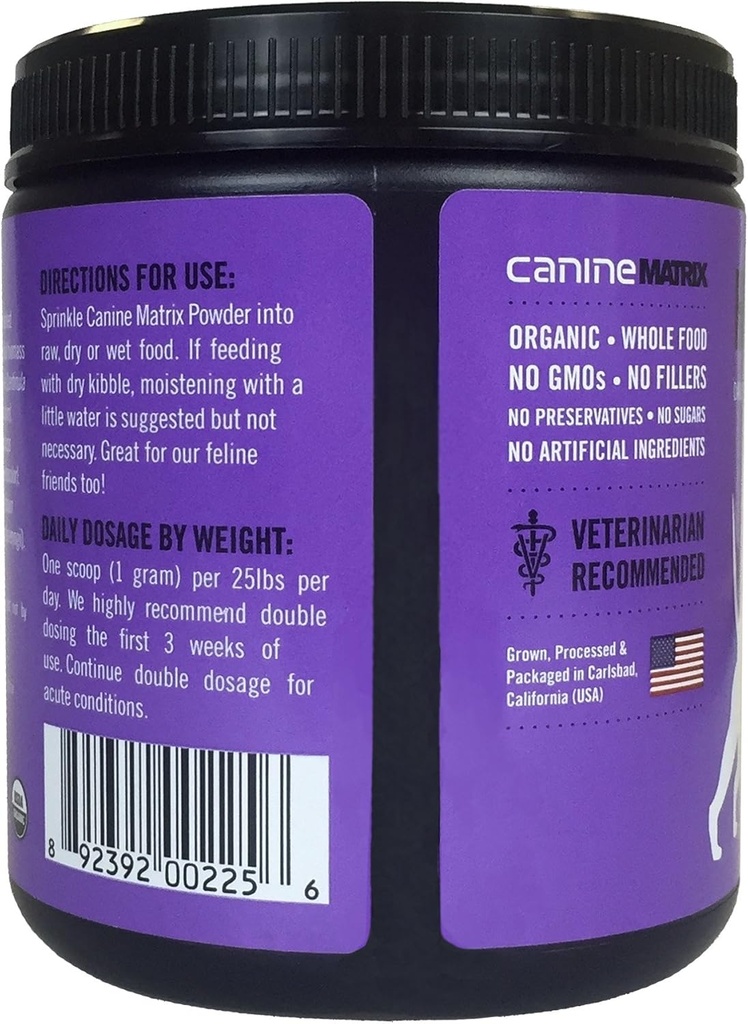 DIRECTIONS FOR USE:
Sprinkle Canine Matrix Powder into
raw, dry or wet food. If feeding
with dry kibble, moistening with a
little water is suggested but not
necessary. Great for our feline
friends too!
DAILY DOSAGE BY WEIGHT:
One scoop (1 gram) per 25lbs per
day. We highly recommend double
dosing the first 3 weeks of
use. Continue double dosage for
acute conditions.
8 92392 00225 6
canineMATRIX
ORGANIC • WHOLE FOOD
NO GMOs • NO FILLERS
NO PRESERVATIVES • NO SUGARS
NO ARTIFICIAL INGREDIENTS
VETERINARIAN
RECOMMENDED
Grown, Processed &
Packaged in Carlsbad,
California (USA)